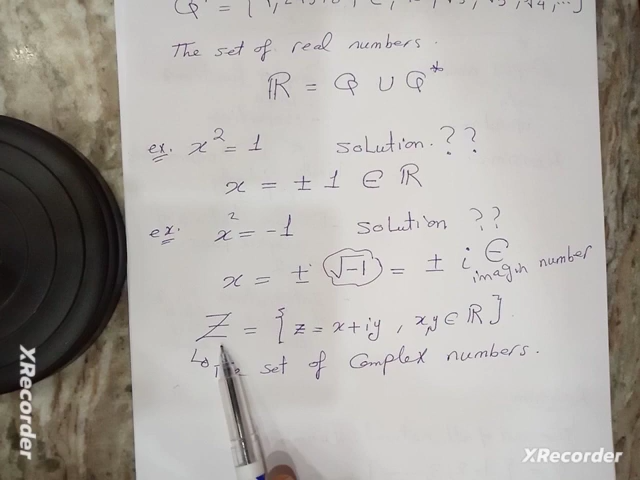 The set of real numbers.
ℝ = Q ∪ Q*
ex. x² = 1 solution. ??
x = ± 1 ∈ ℝ
ex. x² = -1 solution ??
x = ± √-1 = ± i ∈
imagin number
Z = { z = x + iy , x,y ∈ ℝ }.
The set of Complex numbers.
XRecorder
XRecorder